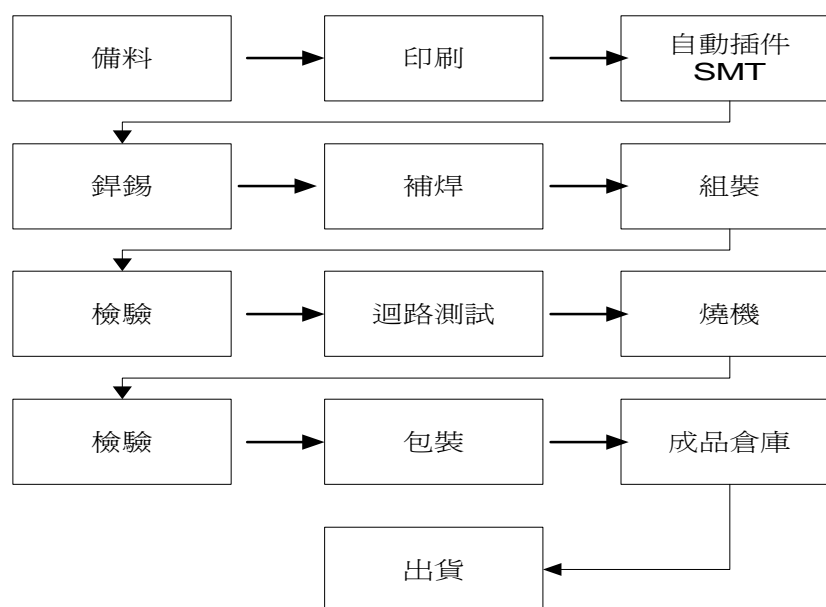 備料
印刷
自動插件
SMT
銲錫
補焊
組裝
檢驗
迴路測試
燒機
檢驗
包裝
成品倉庫
出貨